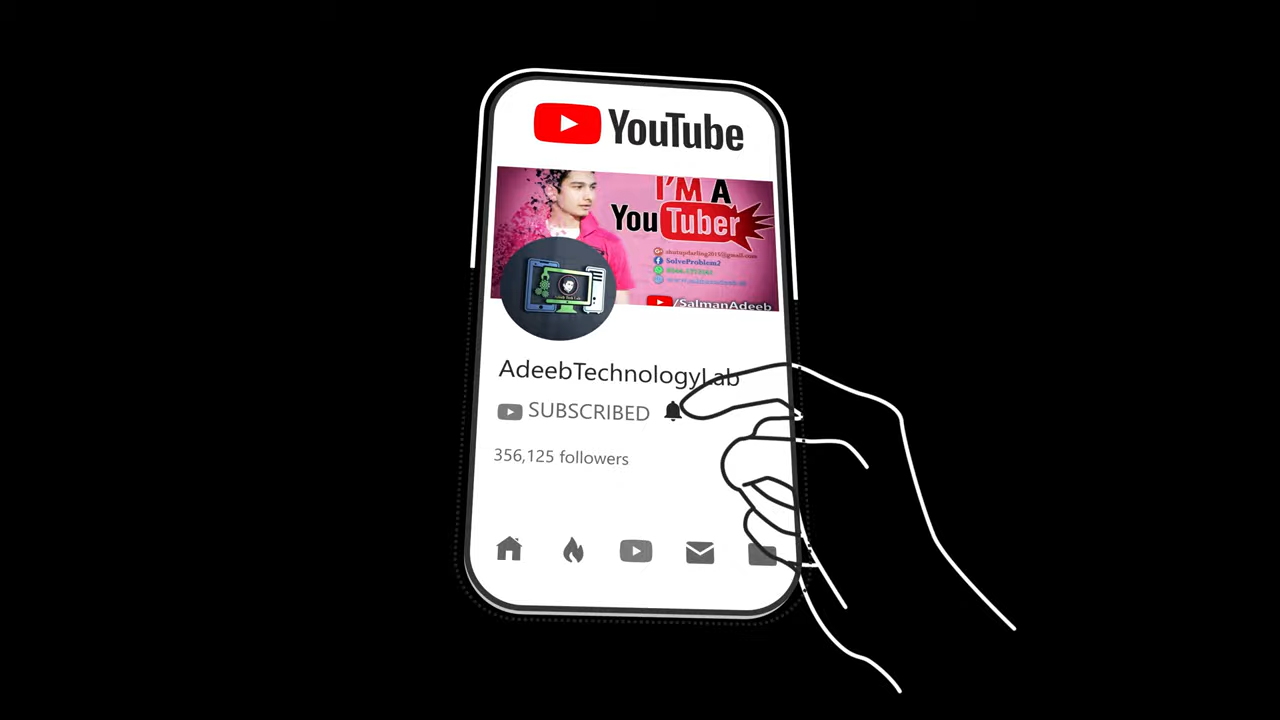 YouTube
I'M A
YouTuber
SolveProblem2
/SalmanAdeeb
AdeebTechnologyLab
SUBSCRIBED
356,125 followers